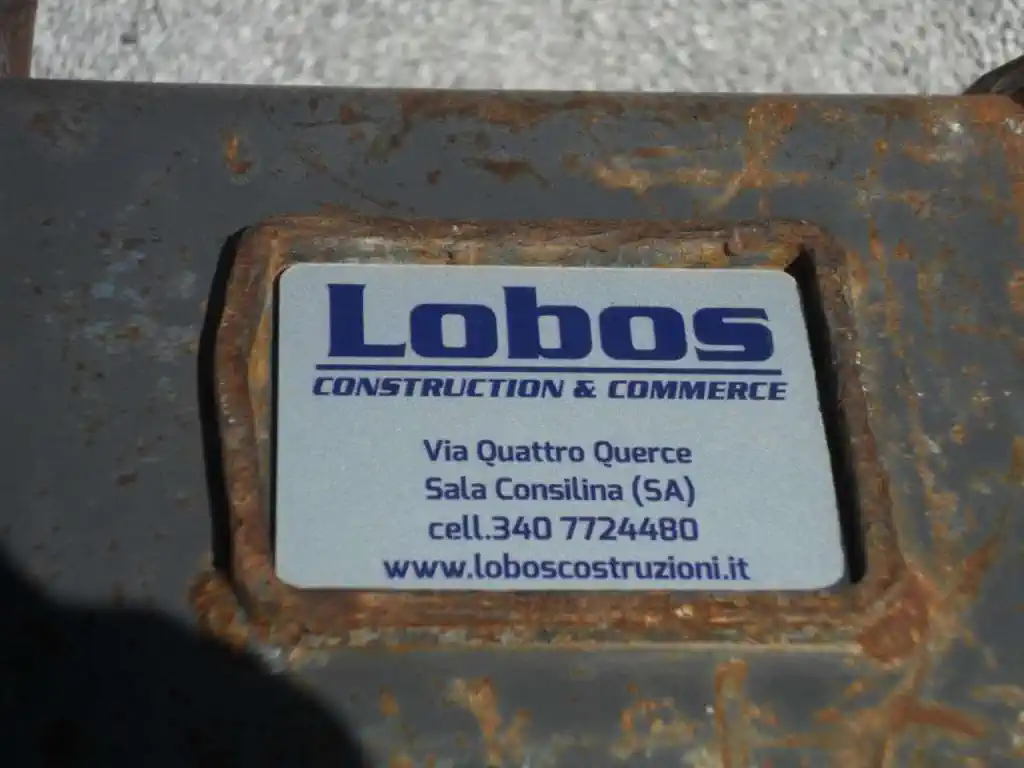 Lobos
CONSTRUCTION & COMMERCE
Via Quattro Querce
Sala Consilina (SA)
cell.340 7724480
www.loboscostruzioni.it